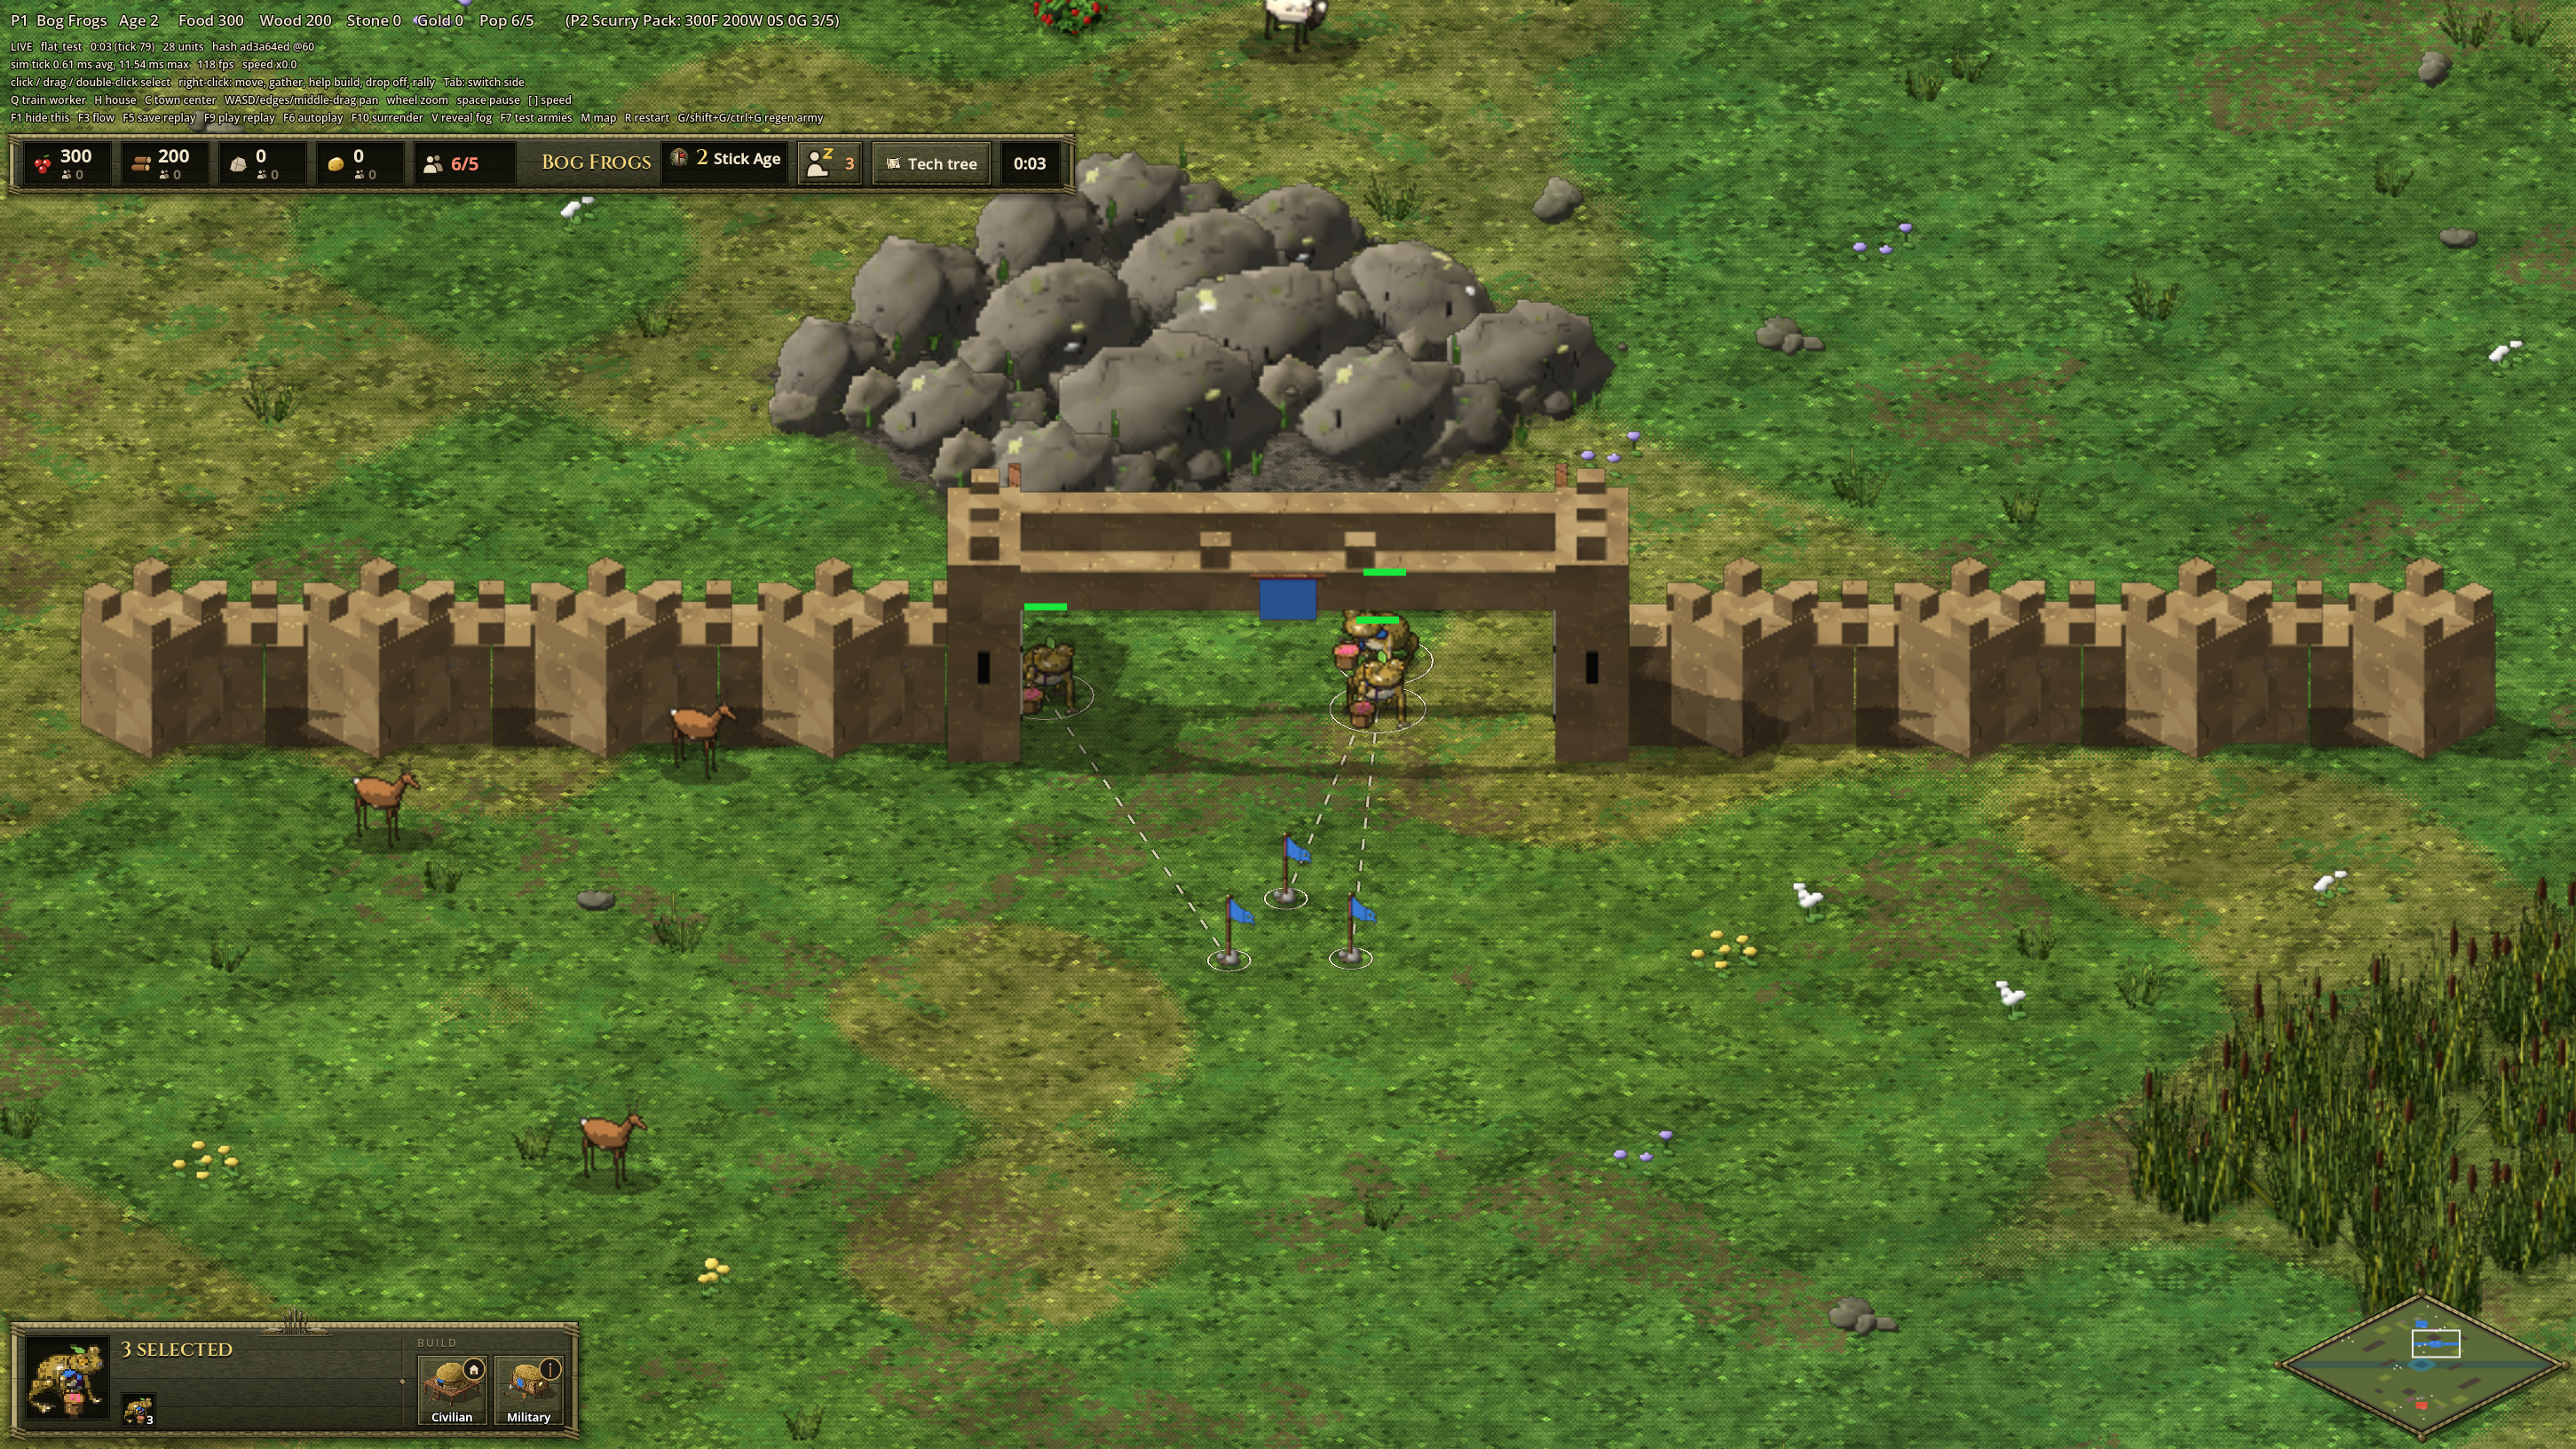 P1 Bog Frogs Age 2 Food 300 Wood 200 Stone 0 Gold 0 Pop 6/5 (P2 Scurry Pack: 300F 200W 0S 0G 3/5)
LIVE flat_test 0:03 (tick 79) 28 units hash ad3a64ed @60
sim tick 0.61 ms avg, 11.54 ms max 118 fps speed x0.0
click / drag / double-click select right-click: move, gather, help build, drop off, rally Tab: switch side
Q train worker H house C town center WASD/edges/middle-drag pan wheel zoom space pause [ ] speed
F1 hide this F3 flow F5 save replay F9 play replay F6 autoplay F10 surrender V reveal fog F7 test armies M map R restart G/shift+G/ctrl+G regen army
300 200 0 0 6/5 BOG FROGS 2 Stick Age Z 3 Tech tree 0:03
0 0 0 0
3 SELECTED
BUILD
3
Civilian Military